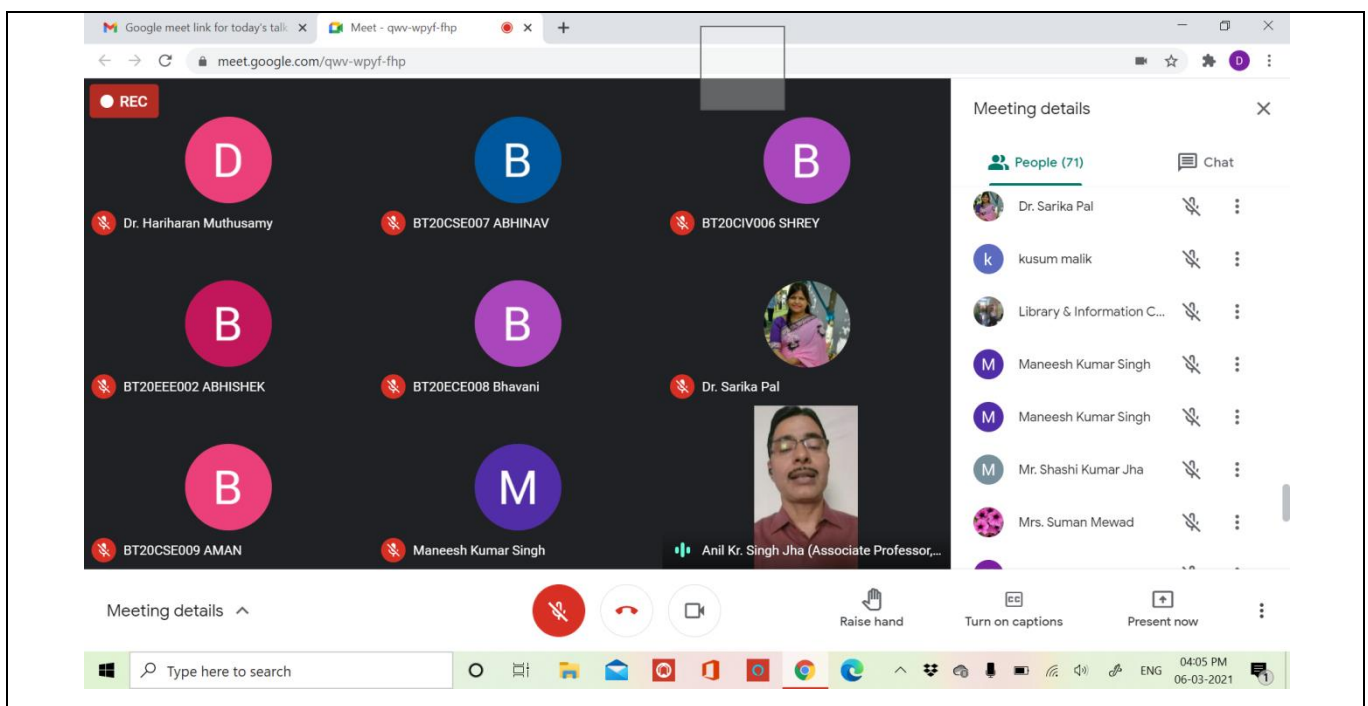 Google meet link for today's talk
Meet - qwv-wpyf-fhp
meet.google.com/qwv-wpyf-fhp
D
REC
Meeting details
People (71)
Chat
D
B
B
Dr. Hariharan Muthusamy
BT20CSE007 ABHINAV
BT20CIV006 SHREY
B
B
BT20EEE002 ABHISHEK
BT20ECE008 Bhavani
Dr. Sarika Pal
B
M
BT20CSE009 AMAN
Maneesh Kumar Singh
Anil Kr. Singh Jha (Associate Professor,...
Dr. Sarika Pal
k
kusum malik
Library & Information C...
M
Maneesh Kumar Singh
M
Maneesh Kumar Singh
M
Mr. Shashi Kumar Jha
Mrs. Suman Mewad
Meeting details
Raise hand
CC
Turn on captions
Present now
Type here to search
ENG
04:05 PM
06-03-2021
1